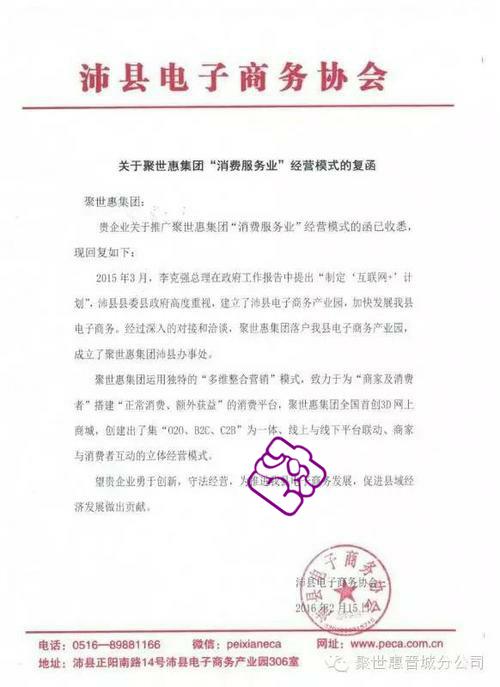 沛县电子商务协会
关于聚世惠集团“消费服务业”经营模式的复函
聚世惠集团:
贵企业关于推广聚世惠集团“消费服务业”经营模式的函已收悉,
现回复如下:
2015年3月,李克强总理在政府工作报告中提出“制定‘互联网+’计
划”,沛县县委县政府高度重视,建立了沛县电子商务产业园,加快发展我县
电子商务。经过深入的对接和洽谈,聚世惠集团落户我县电子商务产业园,
成立了聚世惠集团沛县办事处。
聚世惠集团运用独特的“多维整合营销”模式,致力于为“商家及消费
者”搭建“正常消费、额外获益”的消费平台,聚世惠集团全国首创3D网上
商城,创建出了集“O2O、B2C、C2B”为一体、线上与线下平台联动、商家
与消费者互动的立体经营模式。
望贵企业勇于创新,守法经营,为推进我县电子商务发展,促进县域经
济发展做出贡献。
沛县电子商务协会
沛县电子商务协会
2016年2月15日
电话:0516—89881166 微信:peixianeca 网址:www.peca.com.cn
地址:沛县正阳南路14号沛县电子商务产业园306室
聚世惠晋城分公司